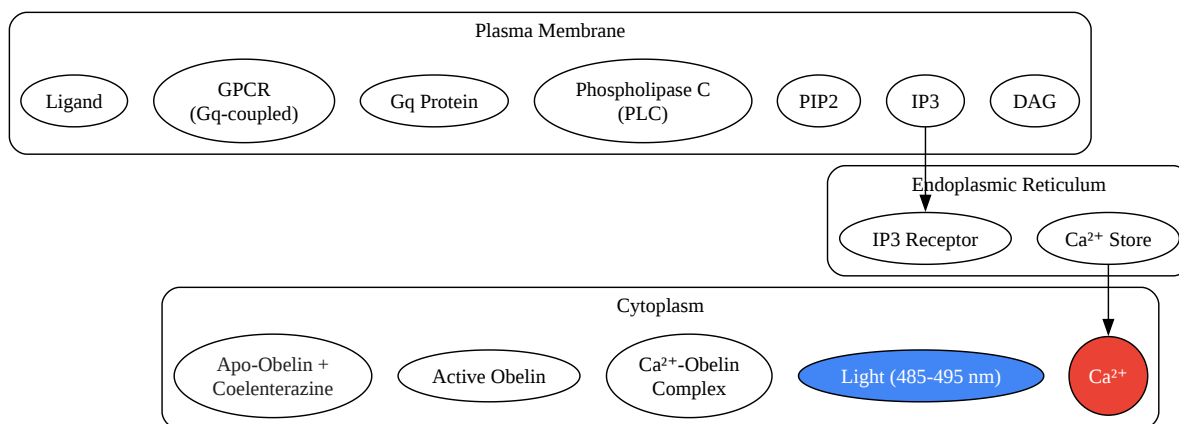 Plasma Membrane
Ligand
GPCR
(Gq-coupled)
Gq Protein
Phospholipase C
(PLC)
PIP2
IP3
DAG
Endoplasmic Reticulum
IP3 Receptor
Ca²⁺ Store
Cytoplasm
Apo-Obelin +
Coelenterazine
Active Obelin
Ca²⁺-Obelin
Complex
Light (485-495 nm)
Ca²⁺